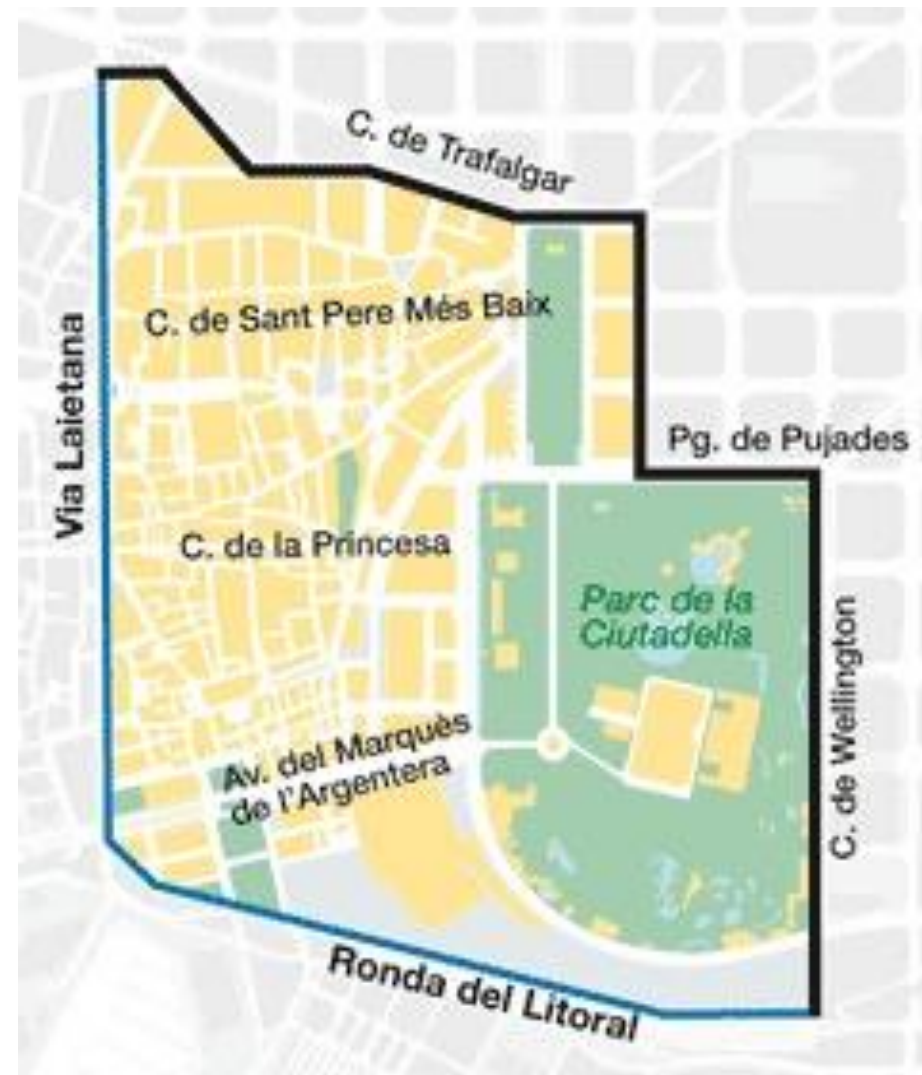 C. de Trafalgar
C. de Sant Pere Més Baix
Via Laietana
Pg. de Pujades
C. de la Princesa
Parc de la
Ciutadella
C. de Wellington
Av. del Marquès
de l'Argentera
Ronda del Litoral